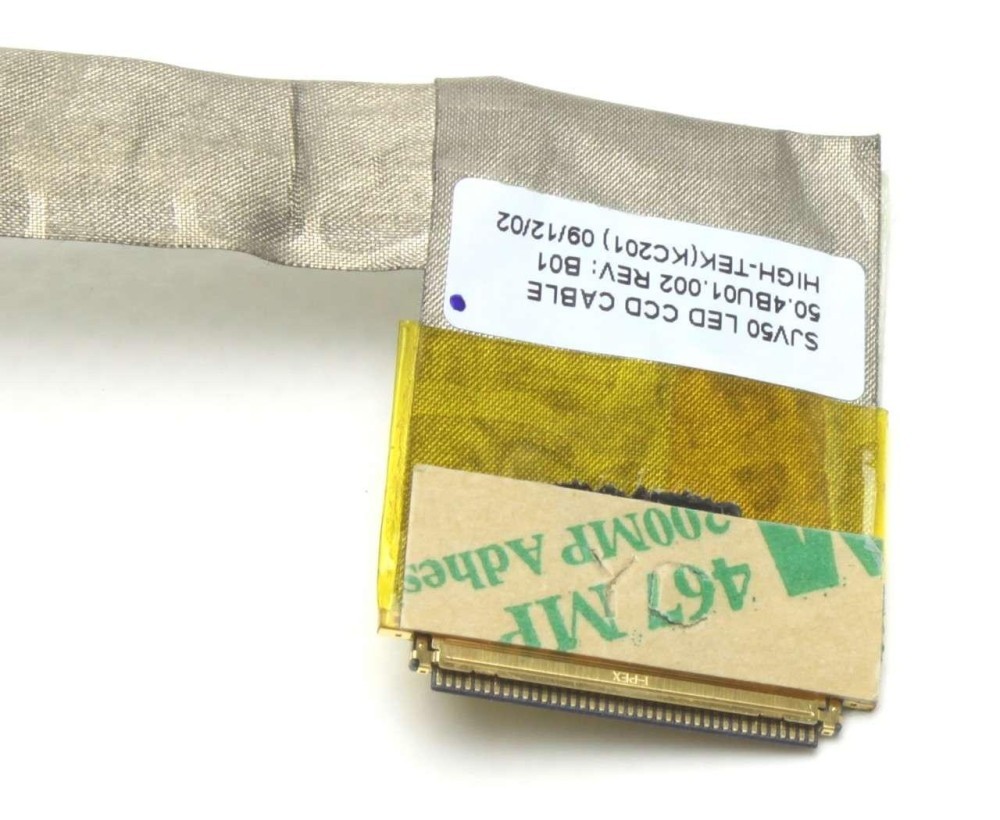 SJV50 LED CCD CABLE
50.4BU01.002 REV: B01
HIGH-TEK(KC201) 09/12/02
467 MP
200MP Adhes
I-PEX